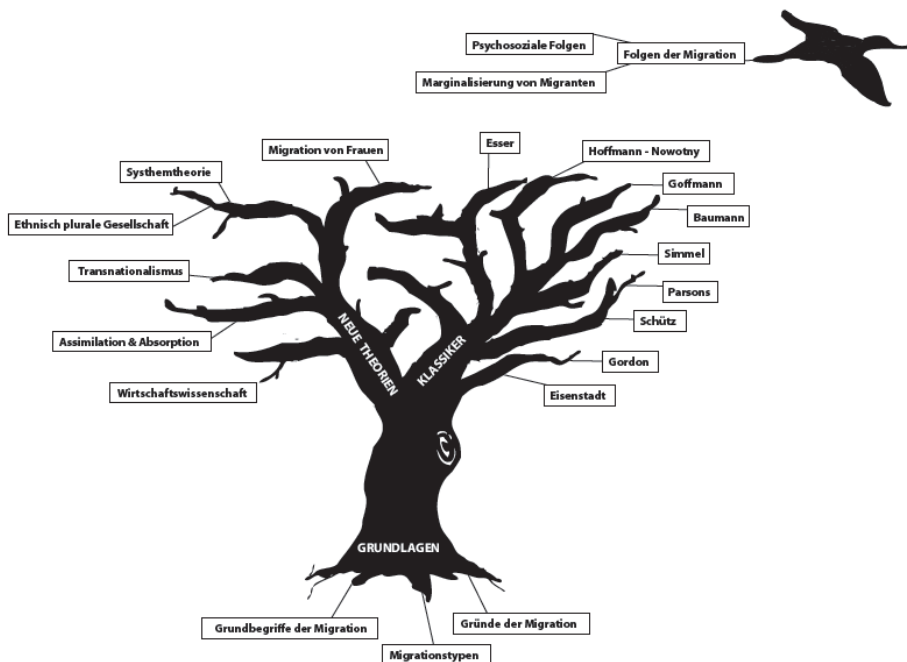 Psychosoziale Folgen
Folgen der Migration
Marginalisierung von Migranten
Migration von Frauen
Esser
Hoffmann - Nowotny
Systhemtheorie
Goffmann
Baumann
Ethnisch plurale Gesellschaft
Simmel
Transnationalismus
Parsons
Schütz
Assimilation & Absorption
NEUE THEORIEN
KLASSIKER
Gordon
Wirtschaftswissenschaft
Eisenstadt
GRUNDLAGEN
Grundbegriffe der Migration
Gründe der Migration
Migrationstypen